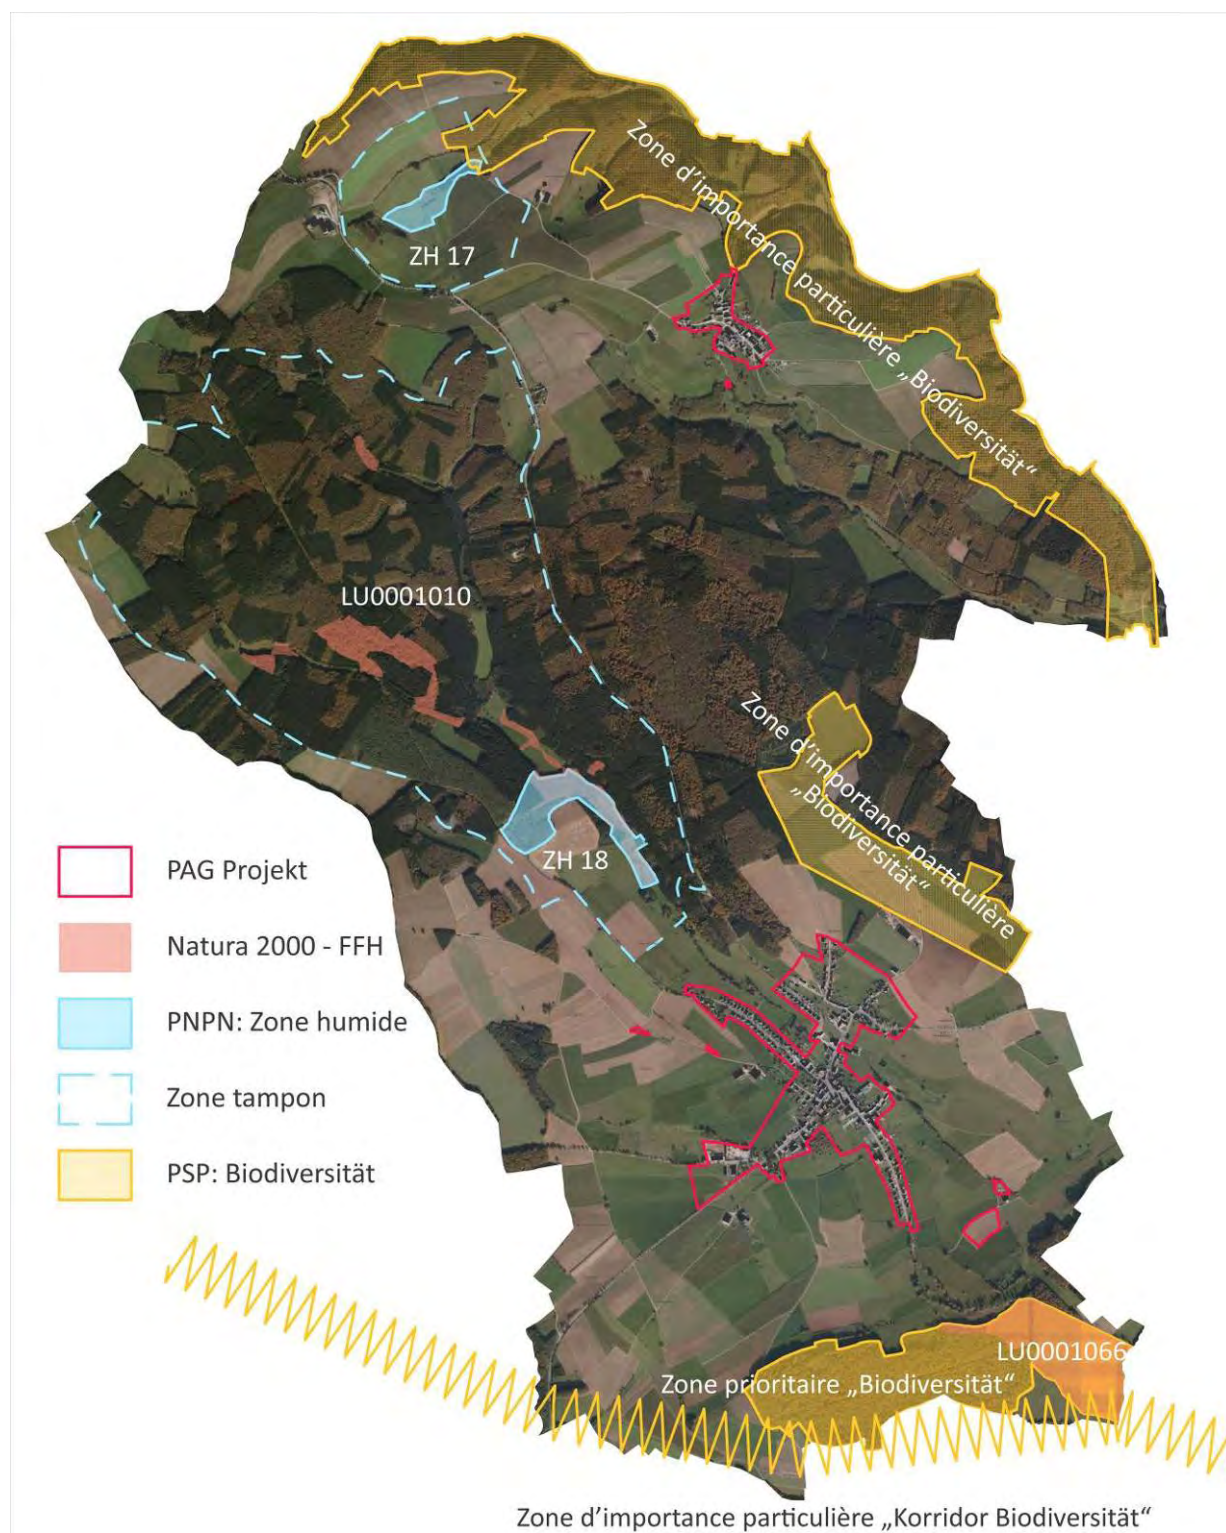 Zone d'importance particulière „Biodiversität“
ZH 17
LU0001010
Zone d'importance particulière
„Biodiversität“
ZH 18
PAG Projekt
Natura 2000 - FFH
PNPN: Zone humide
Zone tampon
PSP: Biodiversität
LU0001066
Zone prioritaire „Biodiversität“
Zone d'importance particulière „Korridor Biodiversität“